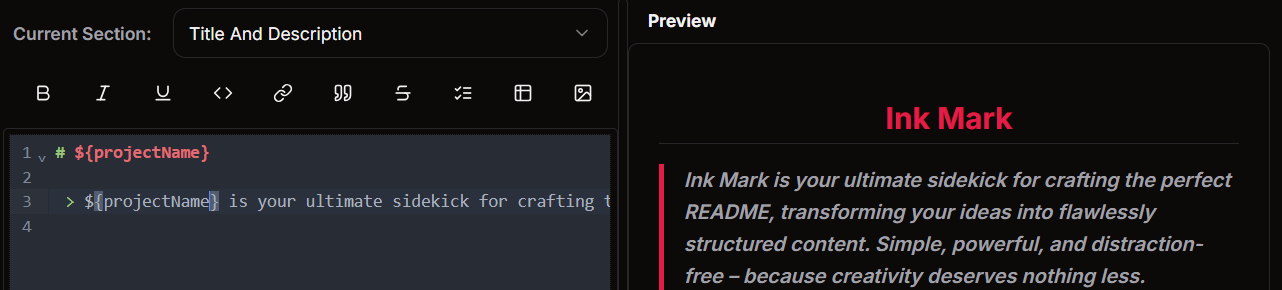 Current Section:
Title And Description
1 # ${projectName}
2
3 > ${projectName} is your ultimate sidekick for crafting t
4
Preview
Ink Mark
Ink Mark is your ultimate sidekick for crafting the perfect
README, transforming your ideas into flawlessly
structured content. Simple, powerful, and distraction-
free – because creativity deserves nothing less.